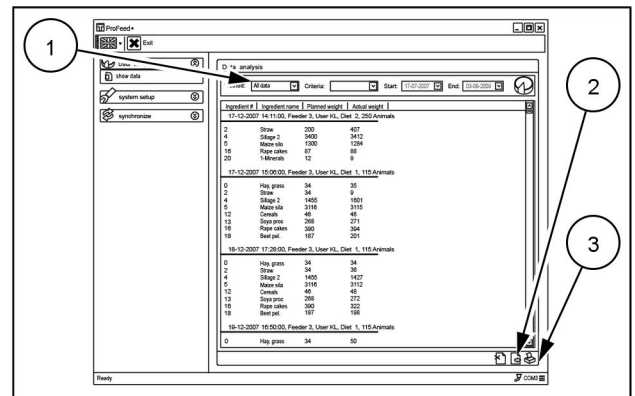 ProFeed+
Exit
1
2
3
show data
system setup
synchronize
analysis
All data Criteria: Start: 17-07-2007 End: 03-09-2009
Ingredient # Ingredient name Planned weight Actual weight
17-12-2007 14:11:00, Feeder 3, User KL, Diet 2, 250 Animals
2 Straw 200 407
4 Sillage 2 3400 3412
5 Maize sila 1300 1284
16 Rape cakes 87 88
20 1-Minerals 12 9
17-12-2007 15:06:00, Feeder 3, User KL, Diet 1, 115 Animals
0 Hay, grass 34 35
2 Straw 34 9
4 Sillage 2 1455 1601
5 Maize sila 3116 3115
12 Cereals 46 46
13 Soya proc 268 271
16 Rape cakes 390 394
18 Beet pel. 187 201
18-12-2007 17:28:00, Feeder 3, User KL, Diet 1, 115 Animals
0 Hay, grass 34 34
2 Straw 34 36
4 Sillage 2 1455 1427
5 Maize sila 3116 3112
12 Cereals 46 48
13 Soya proc 268 272
16 Rape cakes 390 322
18 Beet pel. 187 198
19-12-2007 16:50:00, Feeder 3, User KL, Diet 1, 115 Animals
0 Hay, grass 34 50
Ready COM3